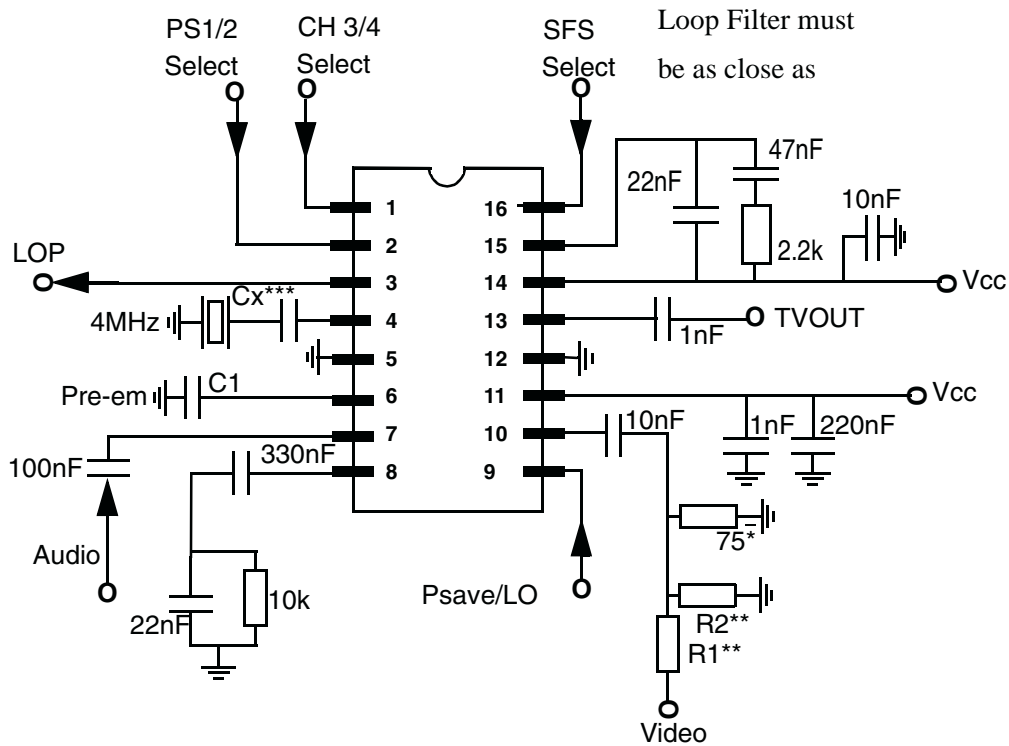 PS1/2
Select
CH 3/4
Select
SFS
Select
Loop Filter must
be as close as
47nF
22nF
10nF
2.2k
1
16
2
15
LOP
3
14
Vcc
Cx***
4MHz
4
13
1nF
TVOUT
5
12
Pre-em
C1
6
11
Vcc
10nF
1nF
220nF
7
10
100nF
330nF
8
9
75*
Audio
Psave/LO
10k
22nF
R2**
R1**
Video